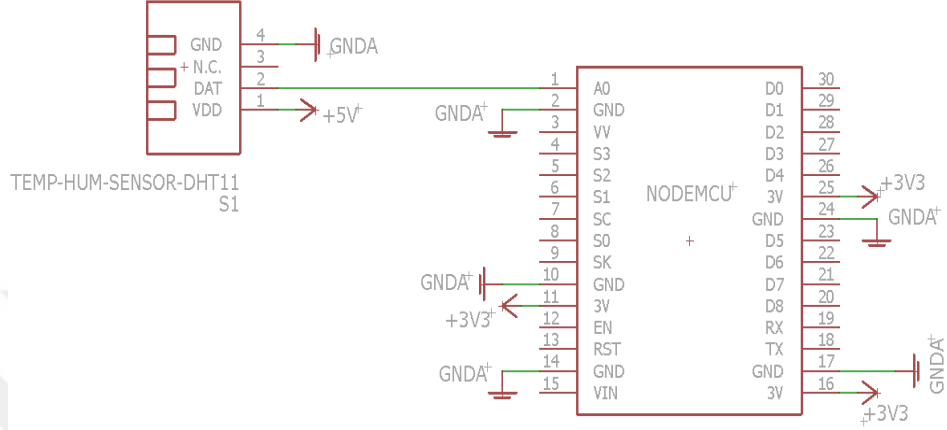 GND 4 GNDA
N.C. 3
DAT 2
VDD 1 +5V
TEMP-HUM-SENSOR-DHT11
S1
NODEMCU
1 A0
GNDA 2 GND
3 VV
4 S3
5 S2
6 S1
7 SC
8 S0
9 SK
GNDA 10 GND
+3V3 11 3V
12 EN
13 RST
GNDA 14 GND
15 VIN
D0 30
D1 29
D2 28
D3 27
D4 26
3V 25 +3V3
GND 24 GNDA
D5 23
D6 22
D7 21
D8 20
RX 19
TX 18
GND 17 GNDA
3V 16 +3V3